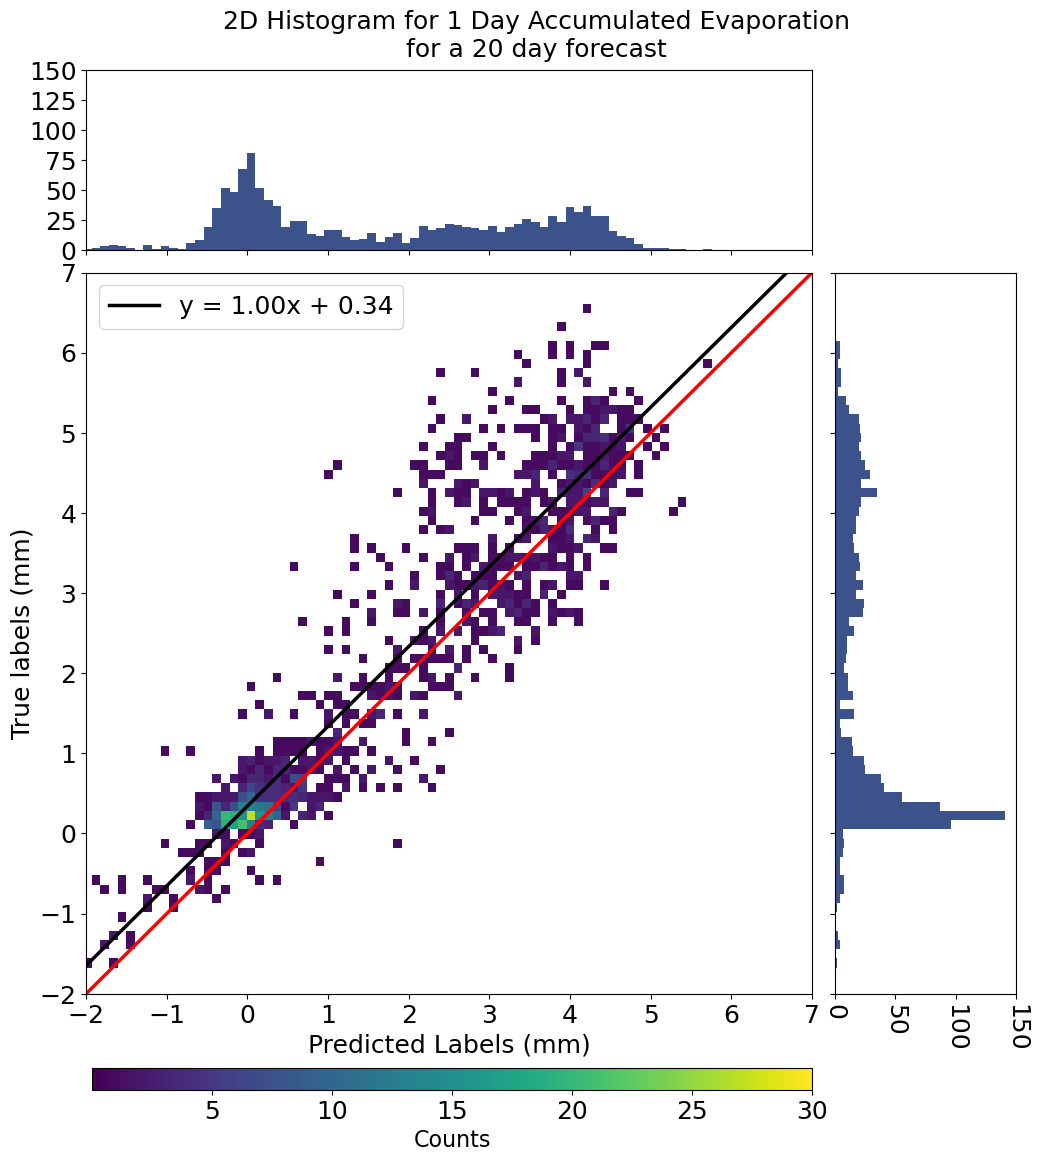 2D Histogram for 1 Day Accumulated Evaporation
for a 20 day forecast
150
125
100
75
50
25
0
7
6
5
4
3
2
1
0
−1
−2
True labels (mm)
y = 1.00x + 0.34
−2 −1 0 1 2 3 4 5 6 7
Predicted Labels (mm)
0 50 100 150
5 10 15 20 25 30
Counts